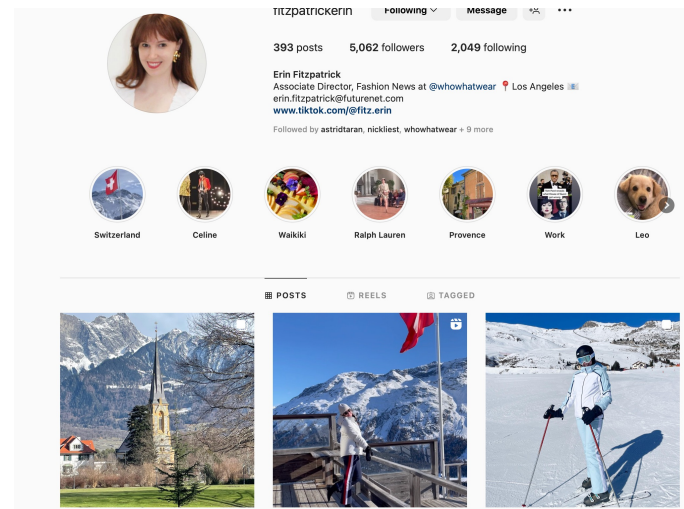 fitzpatrickerin Following Message
393 posts 5,062 followers 2,049 following
Erin Fitzpatrick
Associate Director, Fashion News at @whowhatwear 📍 Los Angeles 📧
erin.fitzpatrick@futurenet.com
www.tiktok.com/@fitz.erin
Followed by astridtaran, nickliest, whowhatwear + 9 more
Switzerland Celine Waikiki Ralph Lauren Provence Work Leo
POSTS REELS TAGGED